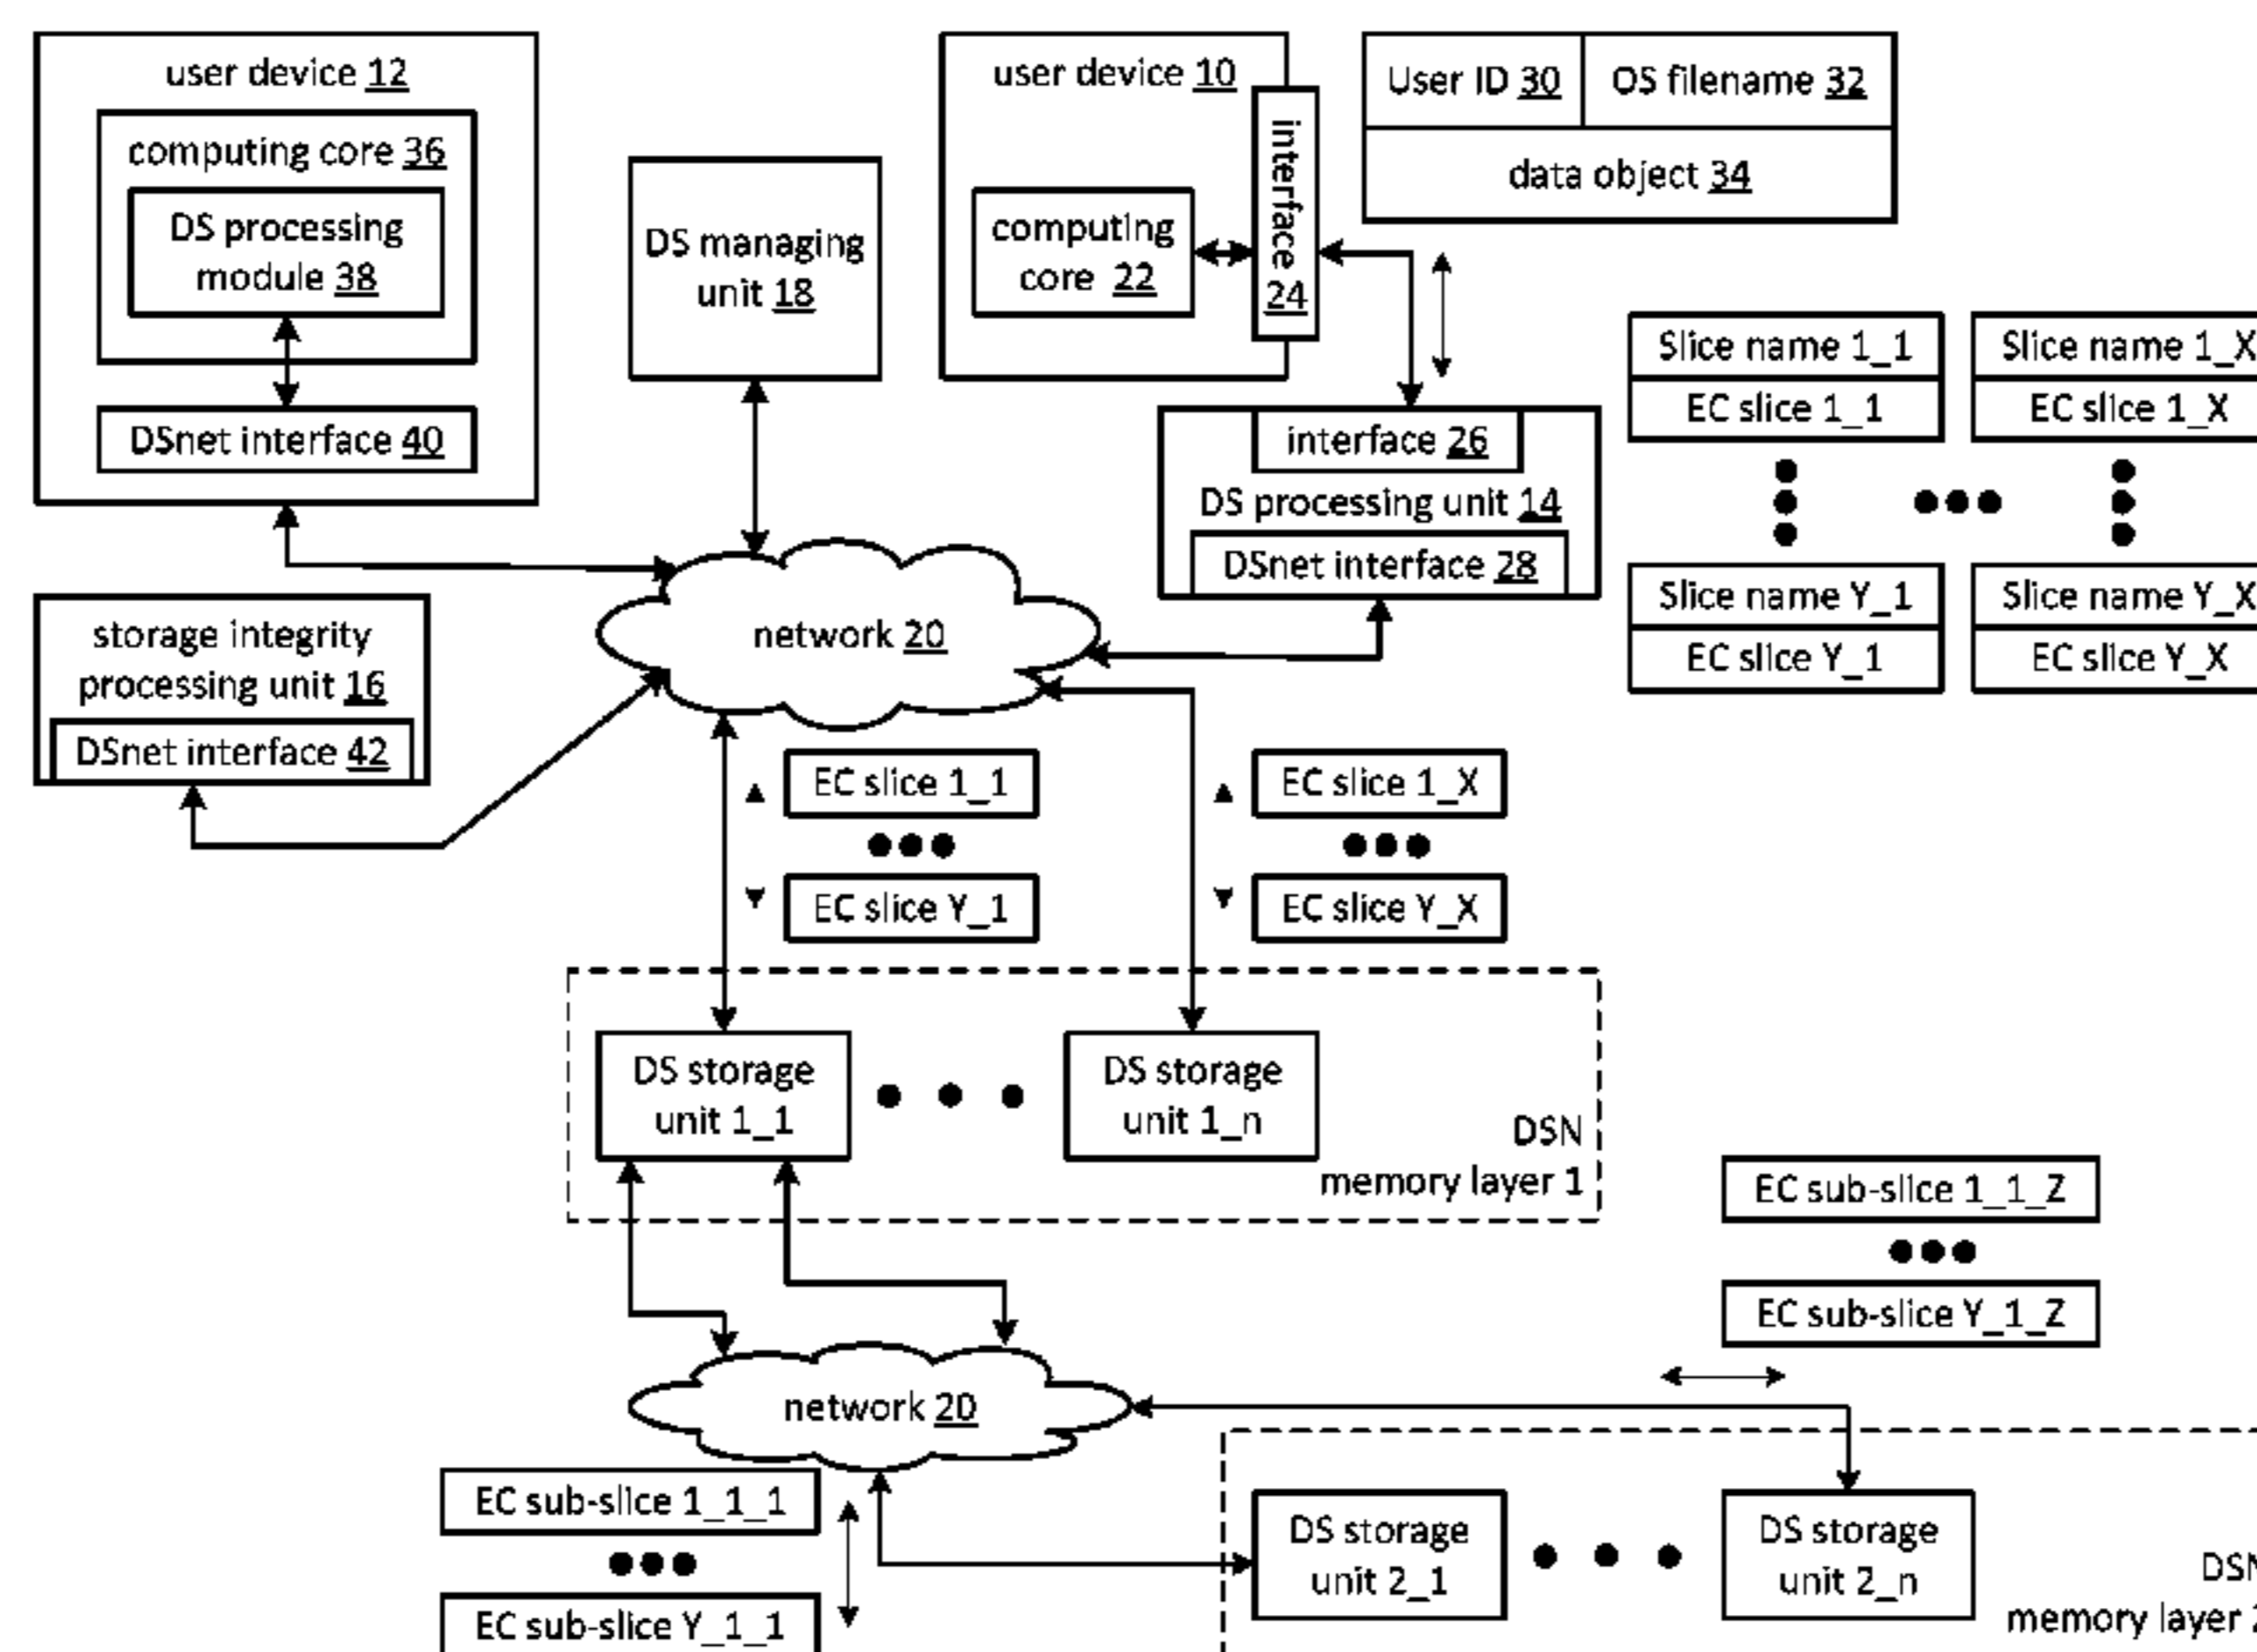 user device 12
computing core 36
DS processing
module 38
DSnet interface 40
DS managing
unit 18
user device 10
computing
core 22
interface 24
User ID 30
OS filename 32
data object 34
interface 26
DS processing unit 14
DSnet interface 28
Slice name 1_1
EC slice 1_1
Slice name 1_X
EC slice 1_X
Slice name Y_1
EC slice Y_1
Slice name Y_X
EC slice Y_X
network 20
storage integrity
processing unit 16
DSnet interface 42
EC slice 1_1
EC slice Y_1
EC slice 1_X
EC slice Y_X
DS storage
unit 1_1
DS storage
unit 1_n
DSN
memory layer 1
EC sub-slice 1_1_Z
EC sub-slice Y_1_Z
network 20
EC sub-slice 1_1_1
EC sub-slice Y_1_1
DS storage
unit 2_1
DS storage
unit 2_n
DSN
memory layer 2